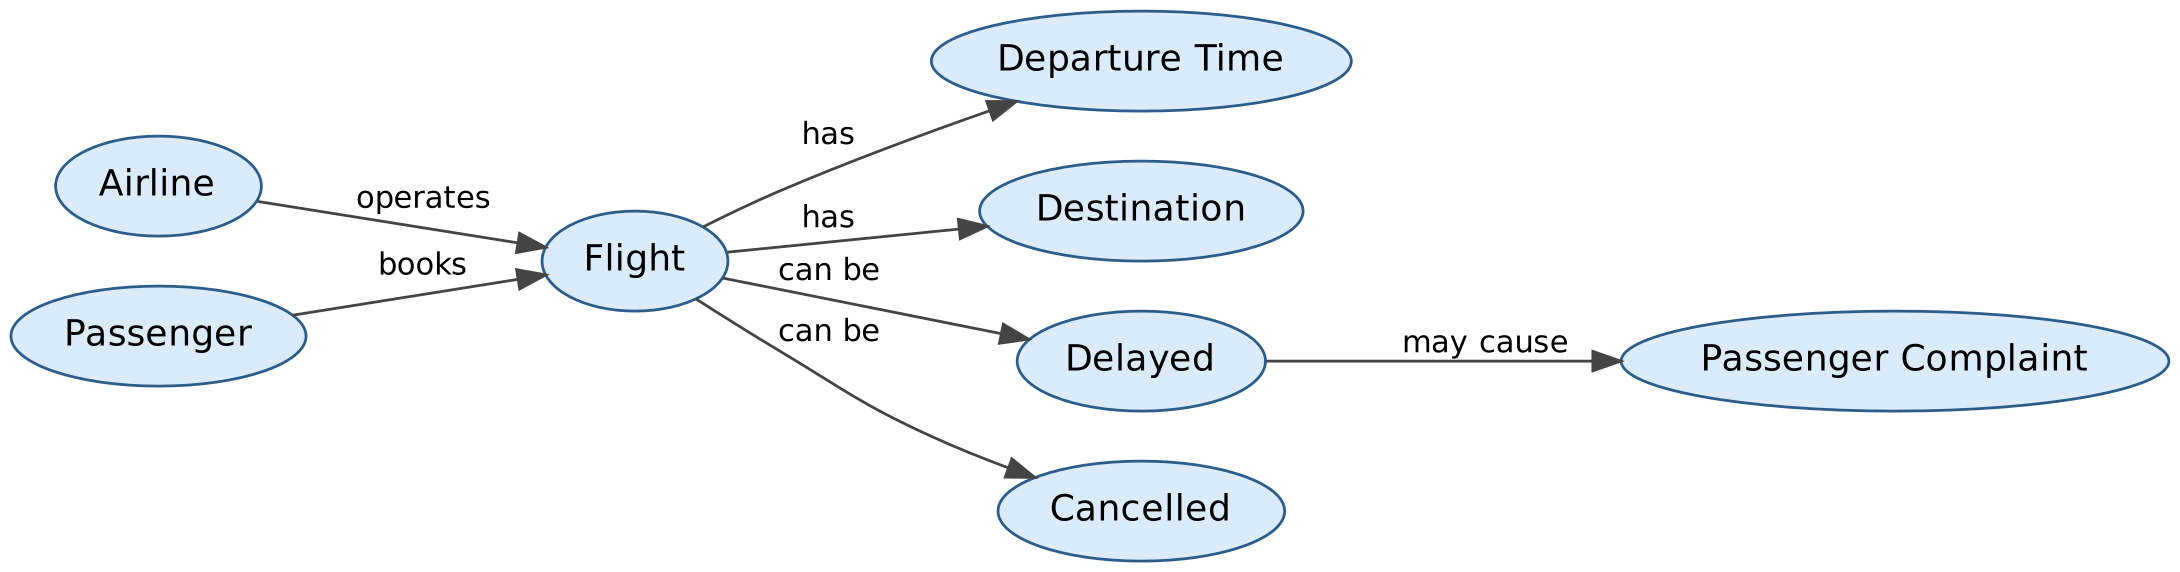 Departure Time
has
Airline
operates
has
Destination
Flight
books
can be
Passenger
can be
Delayed
may cause
Passenger Complaint
Cancelled